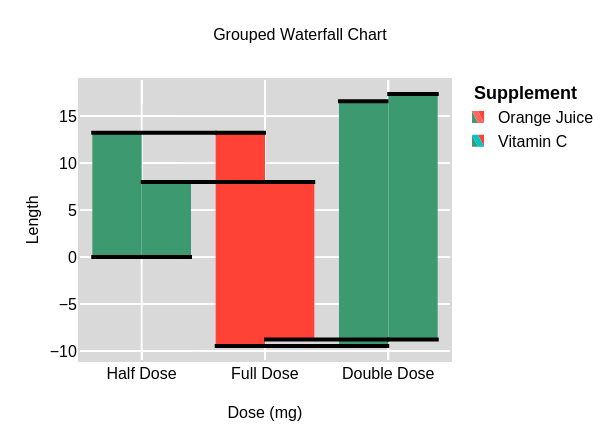 Grouped Waterfall Chart
Supplement
Orange Juice
Vitamin C
Length
15
10
5
0
−5
−10
Half Dose
Full Dose
Double Dose
Dose (mg)